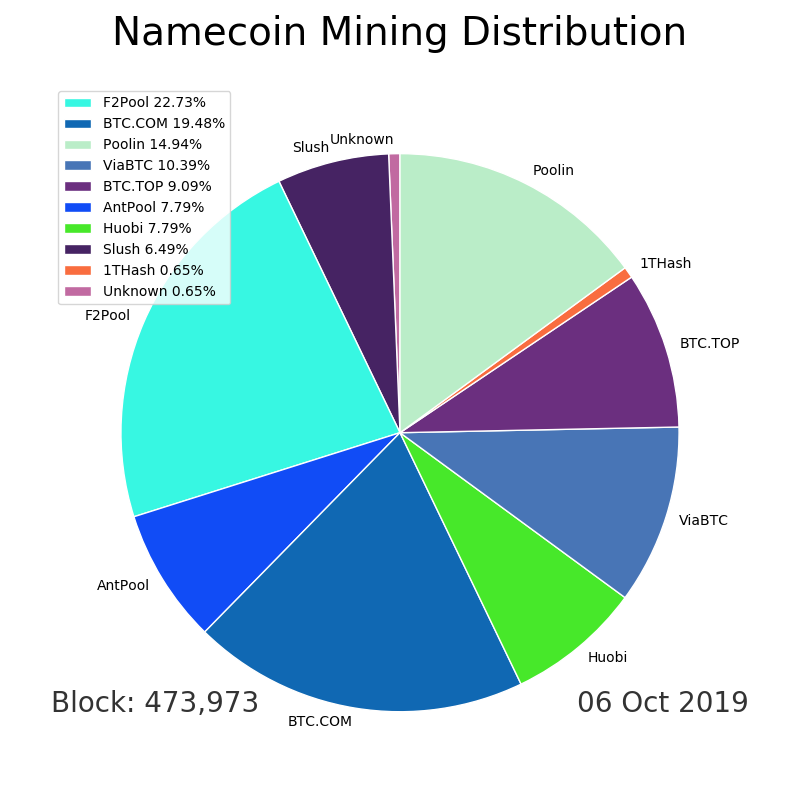 Namecoin Mining Distribution
F2Pool 22.73%
BTC.COM 19.48%
Poolin 14.94%
ViaBTC 10.39%
BTC.TOP 9.09%
AntPool 7.79%
Huobi 7.79%
Slush 6.49%
1THash 0.65%
Unknown 0.65%
Unknown
Slush
Poolin
1THash
F2Pool
BTC.TOP
ViaBTC
AntPool
Huobi
Block: 473,973
06 Oct 2019
BTC.COM